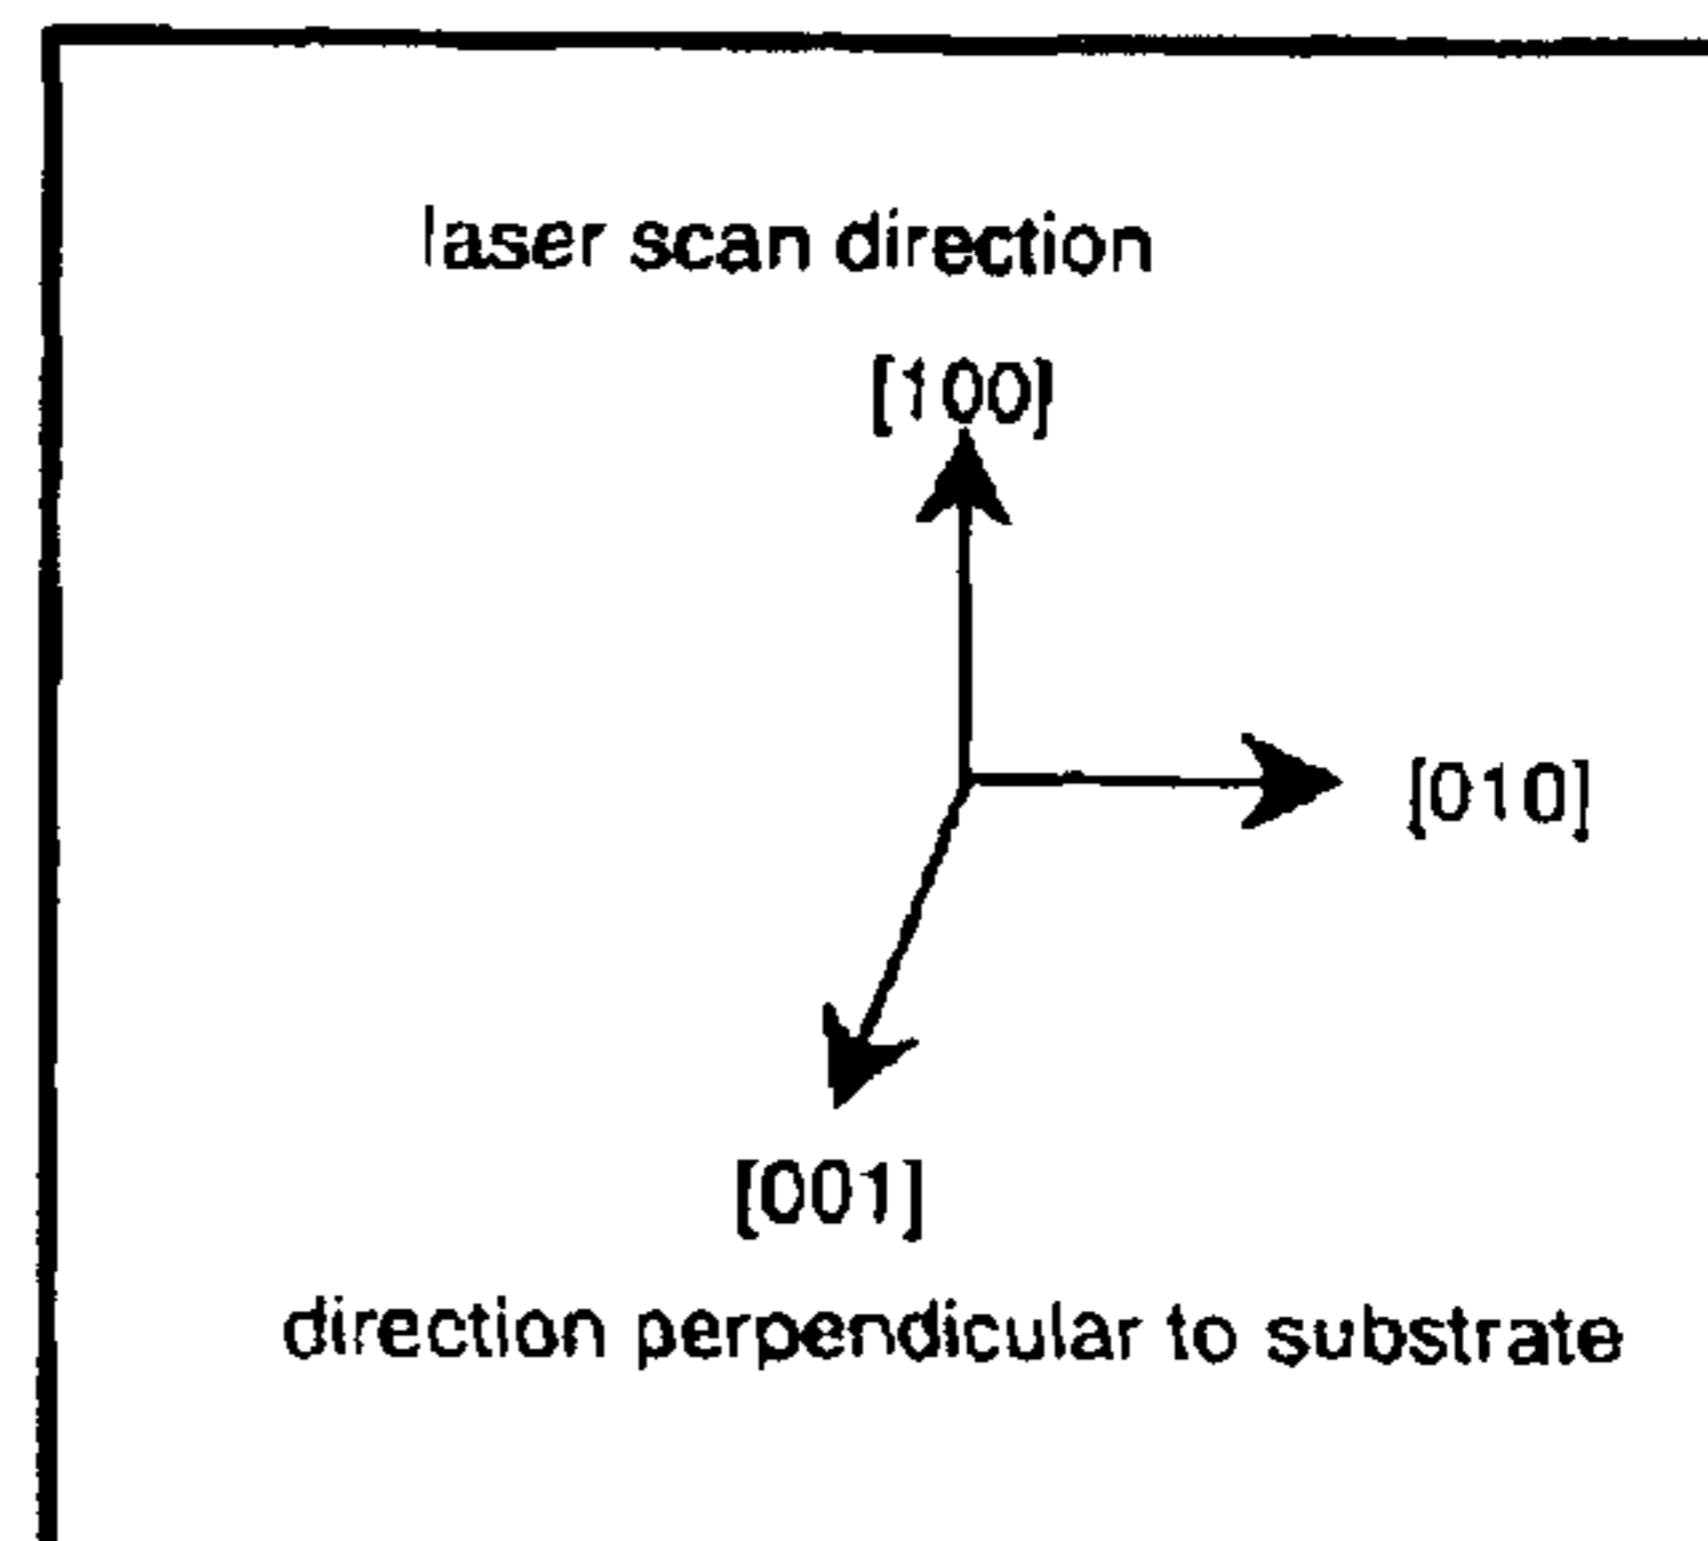 laser scan direction
[100]
[010]
[001]
direction perpendicular to substrate